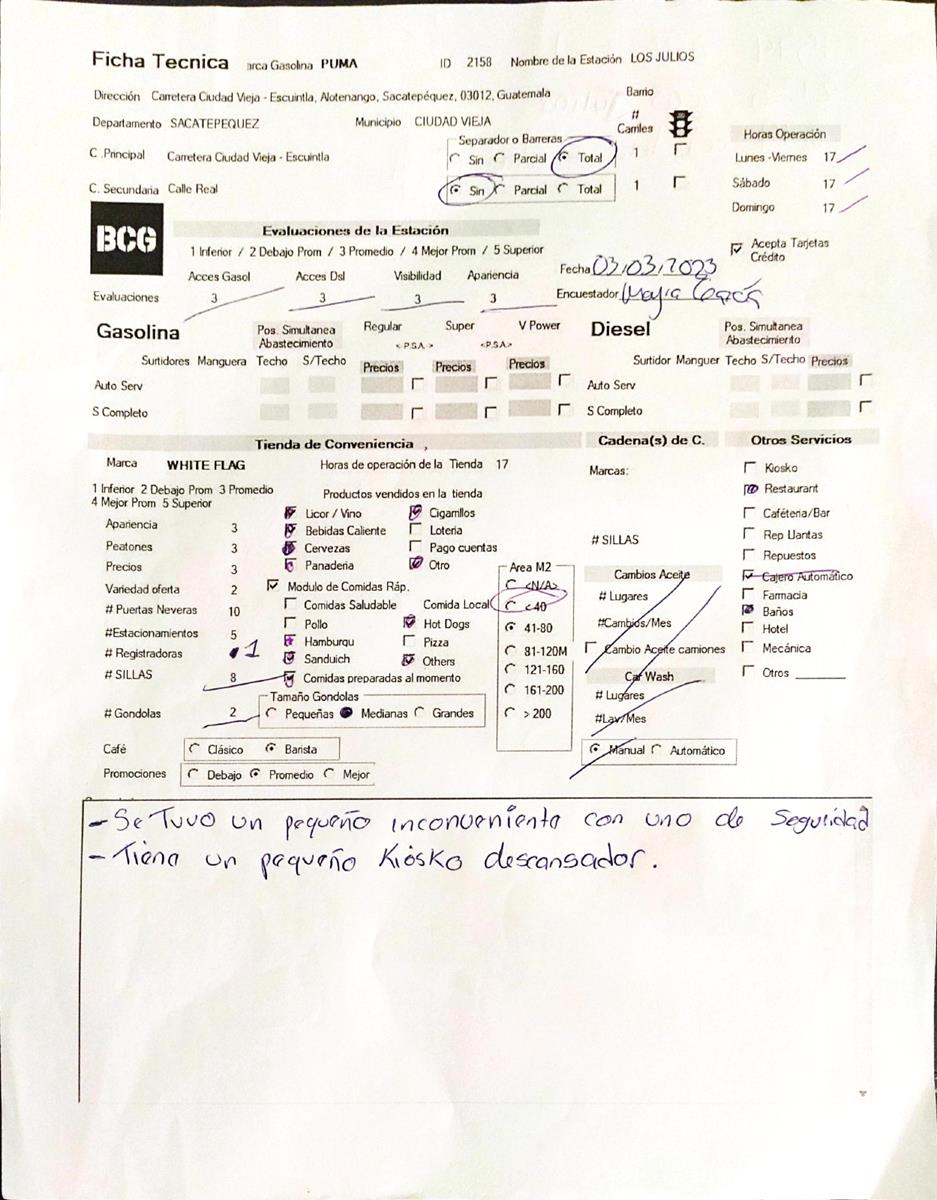 Ficha Tecnica arca Gasolina PUMA ID 2158 Nombre de la Estación LOS JULIOS
Dirección Carretera Ciudad Vieja - Escuintla, Alotenango, Sacatepéquez, 03012, Guatemala Barrio
Departamento SACATEPEQUEZ Municipio CIUDAD VIEJA # Carriles
Separador o Barreras Horas Operación
C .Principal Carretera Ciudad Vieja - Escuintla Sin Parcial Total 1 Lunes -Viernes 17
C. Secundaria Calle Real Sin Parcial Total 1 Sábado 17
Domingo 17
BCG Evaluaciones de la Estación
1 Inferior / 2 Debajo Prom / 3 Promedio / 4 Mejor Prom / 5 Superior Acepta Tarjetas Crédito
Acces Gasol Acces Dsl Visibilidad Apariencia Fecha 03/03/2023
Evaluaciones 3 3 3 3 Encuestador García
Gasolina Pos. Simultanea Abastecimiento Regular Super V Power Diesel Pos. Simultanea Abastecimiento
<-P.S.A.-> <-P.S.A.->
Surtidores Manguera Techo S/Techo Precios Precios Precios Surtidor Manguer Techo S/Techo Precios
Auto Serv Auto Serv
S Completo S Completo
Tienda de Conveniencia , Cadena(s) de C. Otros Servicios
Marca WHITE FLAG Horas de operación de la Tienda 17 Marcas: Kiosko
1 Inferior 2 Debajo Prom 3 Promedio Productos vendidos en la tienda Restaurant
4 Mejor Prom 5 Superior
Licor / Vino Cigarrillos Cafétería/Bar
Apariencia 3 Bebidas Caliente Loteria Rep Llantas
Peatones 3 Cervezas Pago cuentas # SILLAS Repuestos
Precios 3 Panaderia Otro Area M2 Cambios Aceite Cajero Automático
Variedad oferta 2 Modulo de Comidas Ráp. <N/A> # Lugares Farmacia
# Puertas Neveras 10 Comidas Saludable Comida Local <40 Baños
#Estacionamientos 5 Pollo Hot Dogs 41-80 #Cambios/Mes Hotel
# Registradoras 1 Hamburqu Pizza 81-120M Cambio Aceite camiones Mecánica
# SILLAS 8 Sanduich Others 121-160 Car Wash Otros
Comidas preparadas al momento 161-200 # Lugares
# Gondolas 2 Tamaño Gondolas Pequeñas Medianas Grandes > 200 #Lav/Mes
Café Clásico Barista Manual Automático
Promociones Debajo Promedio Mejor
- Se Tuvo un pequeño inconveniente con uno de Seguridad
- Tiene un pequeño Kiosko descansador.